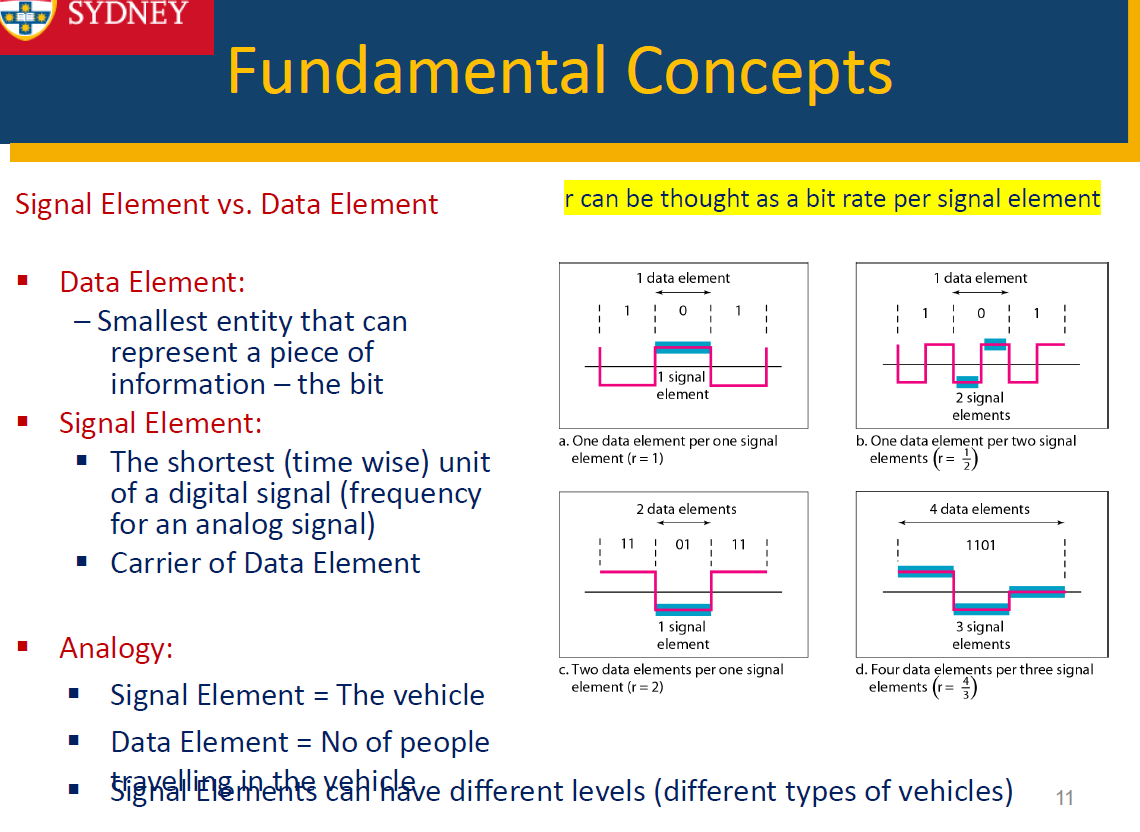 SYDNEY
Fundamental Concepts
Signal Element vs. Data Element
r can be thought as a bit rate per signal element
▪ Data Element:
– Smallest entity that can
represent a piece of
information – the bit
▪ Signal Element:
▪ The shortest (time wise) unit
of a digital signal (frequency
for an analog signal)
▪ Carrier of Data Element
▪ Analogy:
▪ Signal Element = The vehicle
▪ Data Element = No of people
travelling in the vehicle
▪ Signal Elements can have different levels (different types of vehicles)
1 data element
1 0 1
1 signal
element
a. One data element per one signal
element (r = 1)
1 data element
1 0 1
2 signal
elements
b. One data element per two signal
elements (r = 1/2)
2 data elements
11 01 11
1 signal
element
c. Two data elements per one signal
element (r = 2)
4 data elements
1101
3 signal
elements
d. Four data elements per three signal
elements (r = 4/3)
11